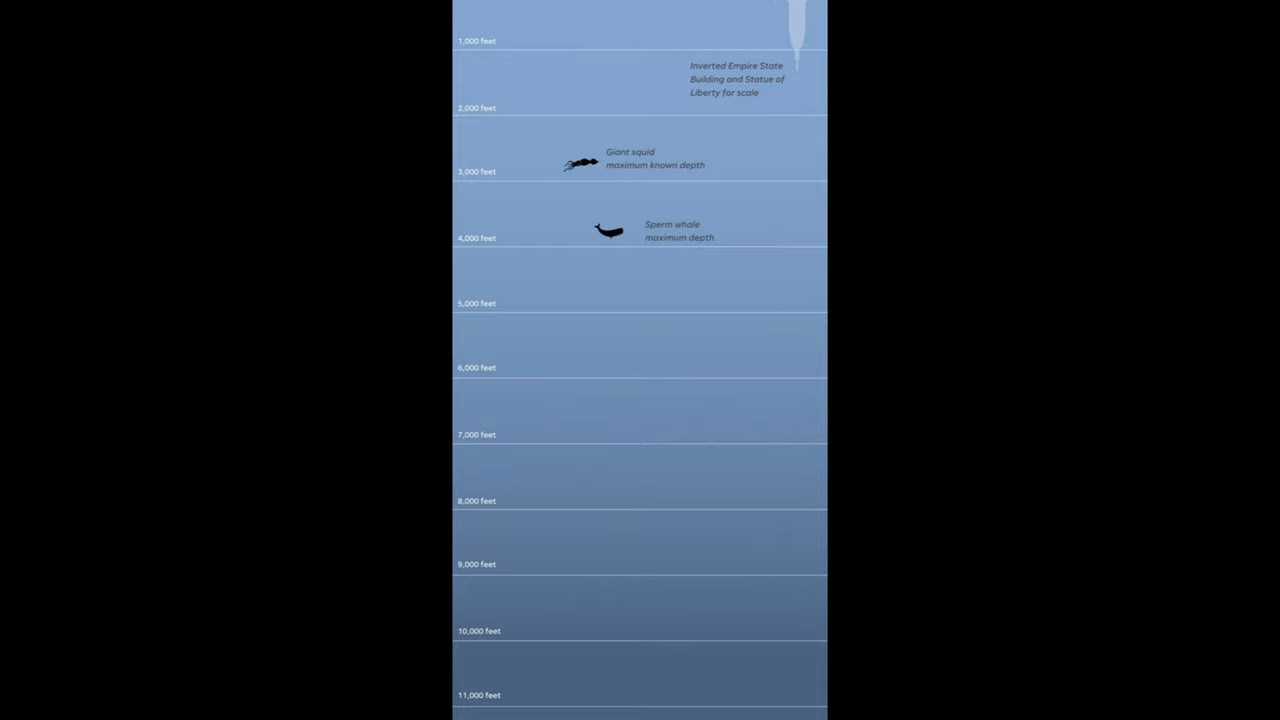 1,000 feet
Inverted Empire State
Building and Statue of
Liberty for scale
2,000 feet
Giant squid
maximum known depth
3,000 feet
Sperm whale
maximum depth
4,000 feet
5,000 feet
6,000 feet
7,000 feet
8,000 feet
9,000 feet
10,000 feet
11,000 feet